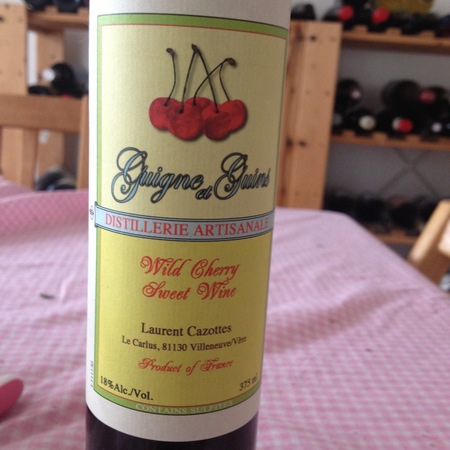 Guigne et Guins
DISTILLERIE ARTISANALE
Wild Cherry
Sweet Wine
Laurent Cazottes
Le Carlus, 81130 Villeneuve/Vère
Product of France
18%Alc./Vol. 375 ml
CONTAINS SULFITES